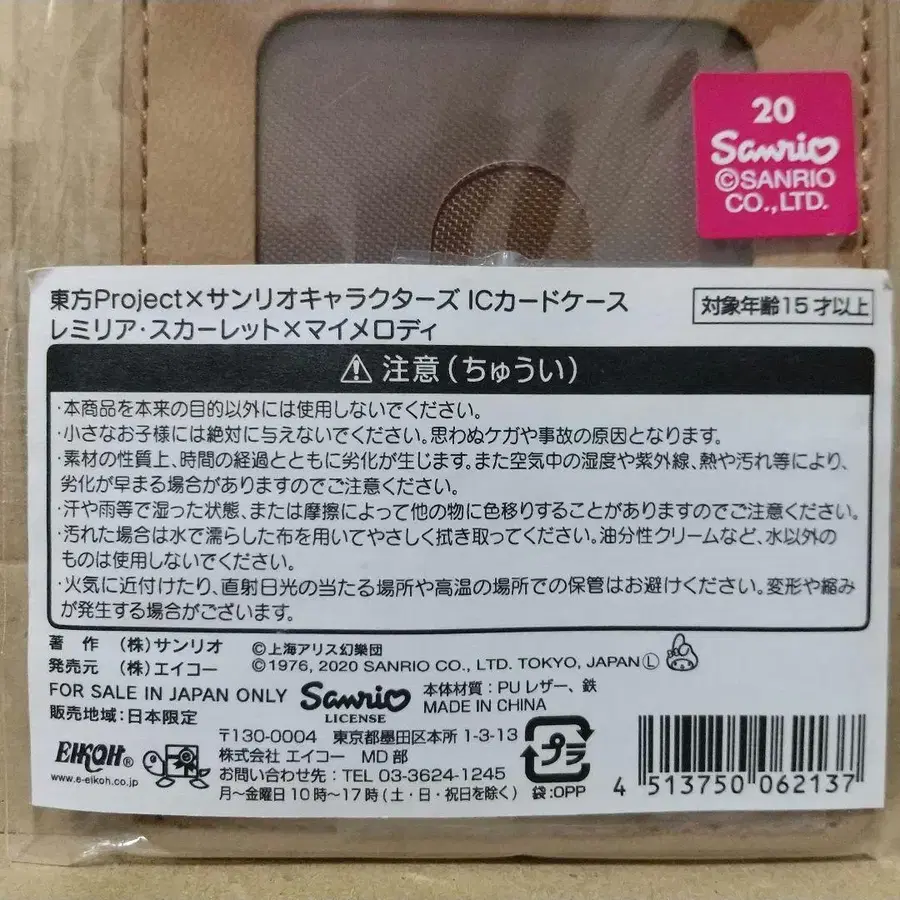 20
Sanrio
©SANRIO
CO.,LTD.
東方Project×サンリオキャラクターズ ICカードケース
レミリア・スカーレット×マイメロディ
対象年齢15才以上
⚠ 注意(ちゅうい)
・本商品を本来の目的以外には使用しないでください。
・小さなお子様には絶対に与えないでください。思わぬケガや事故の原因となります。
・素材の性質上、時間の経過とともに劣化が生じます。また空気中の湿度や紫外線、熱や汚れ等により、
劣化が早まる場合がありますのでご注意ください。
・汗や雨等で湿った状態、または摩擦によって他の物に色移りすることがありますのでご注意ください。
・汚れた場合は水で濡らした布を用いてやさしく拭き取ってください。油分性クリームなど、水以外の
ものは使用しないでください。
・火気に近付けたり、直射日光の当たる場所や高温の場所での保管はお避けください。変形や縮み
が発生する場合がございます。
著 作 (株)サンリオ
発売元 (株)エイコー
©上海アリス幻樂団
©1976, 2020 SANRIO CO., LTD. TOKYO, JAPAN Ⓛ
FOR SALE IN JAPAN ONLY
販売地域:日本限定
Sanrio
LICENSE
本体材質:PUレザー、鉄
MADE IN CHINA
EIKOH®
www.e-eikoh.co.jp
〒130-0004 東京都墨田区本所 1-3-13
株式会社 エイコー MD部
お問い合わせ先:TEL 03-3624-1245
月~金曜日10時~17時(土・日・祝日を除く)
プラ
袋:OPP
4 513750 062137